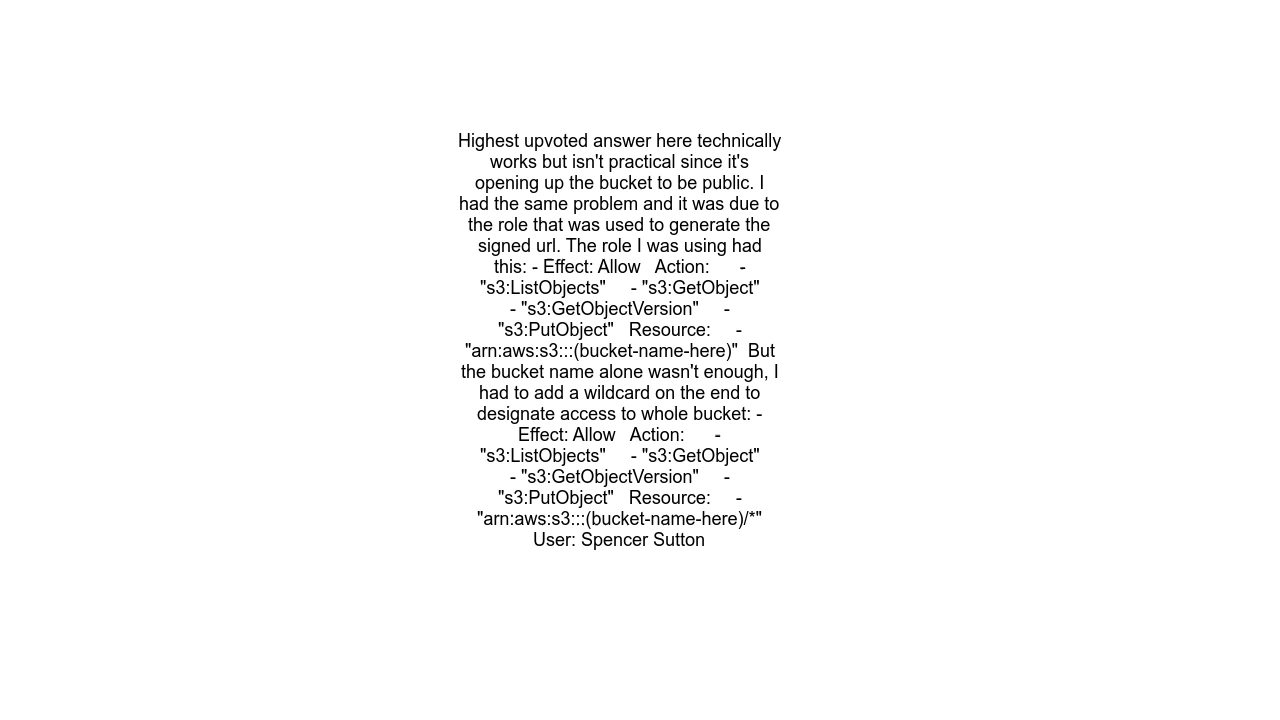 Highest upvoted answer here technically
works but isn't practical since it's
opening up the bucket to be public. I
had the same problem and it was due to
the role that was used to generate the
signed url. The role I was using had
this: - Effect: Allow   Action:      -
"s3:ListObjects"     - "s3:GetObject"
- "s3:GetObjectVersion"     -
"s3:PutObject"   Resource:     -
"arn:aws:s3:::(bucket-name-here)"  But
the bucket name alone wasn't enough, I
had to add a wildcard on the end to
designate access to whole bucket: -
Effect: Allow   Action:      -
"s3:ListObjects"     - "s3:GetObject"
- "s3:GetObjectVersion"     -
"s3:PutObject"   Resource:     -
"arn:aws:s3:::(bucket-name-here)/*"
User: Spencer Sutton